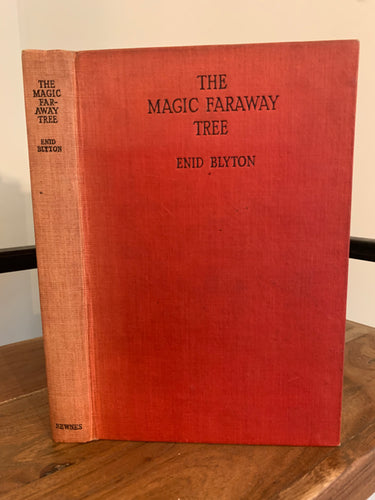 THE
MAGIC
FAR-
AWAY
TREE
ENID
BLYTON
NEWNES
THE
MAGIC FARAWAY
TREE
ENID BLYTON